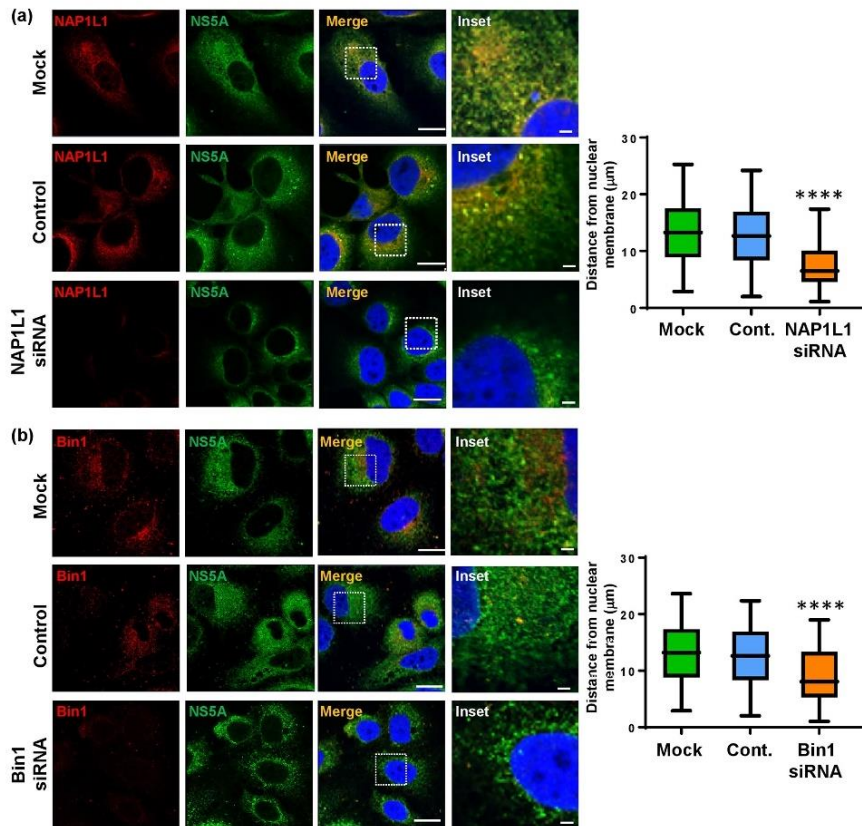 (a)
NAP1L1 NS5A Merge Inset
Mock
NAP1L1 NS5A Merge Inset
Control
NAP1L1 NS5A Merge Inset
NAP1L1
siRNA
Distance from nuclear
membrane (μm)
30
20
10
0
****
Mock Cont. NAP1L1
siRNA
(b)
Bin1 NS5A Merge Inset
Mock
Bin1 NS5A Merge Inset
Control
Bin1 NS5A Merge Inset
Bin1
siRNA
Distance from nuclear
membrane (μm)
30
20
10
0
****
Mock Cont. Bin1
siRNA